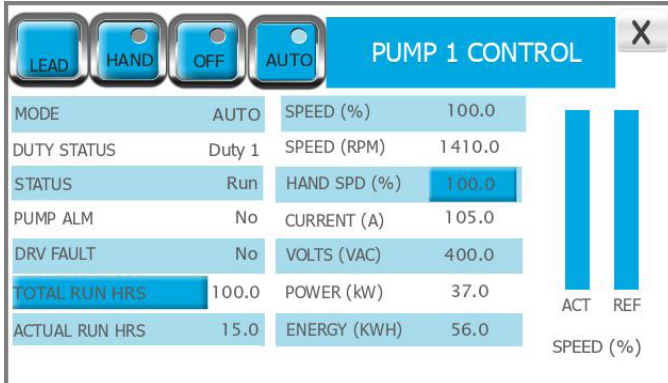 LEAD HAND OFF AUTO PUMP 1 CONTROL X
MODE AUTO SPEED (%) 100.0
DUTY STATUS Duty 1 SPEED (RPM) 1410.0
STATUS Run HAND SPD (%) 100.0
PUMP ALM No CURRENT (A) 105.0
DRV FAULT No VOLTS (VAC) 400.0
TOTAL RUN HRS 100.0 POWER (kW) 37.0
ACTUAL RUN HRS 15.0 ENERGY (KWH) 56.0
ACT REF
SPEED (%)